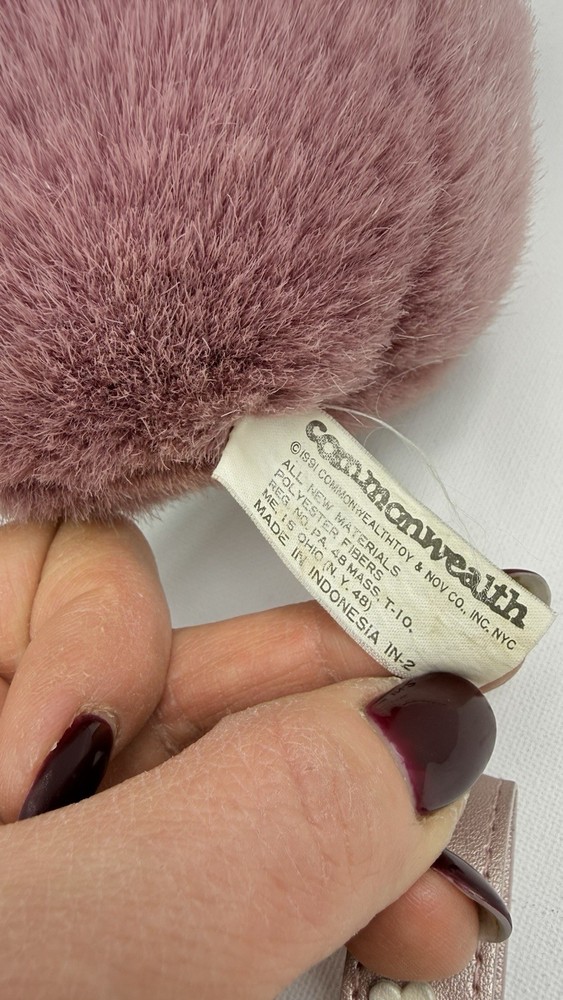 commonwealth
©1991 COMMONWEALTH TOY & NOV CO., INC. NYC
ALL NEW MATERIALS
POLYESTER FIBERS
REG. NO. PA. 48 MASS. T-10.
ME. 15 OHIO (N.Y. 48)
MADE IN INDONESIA IN-2